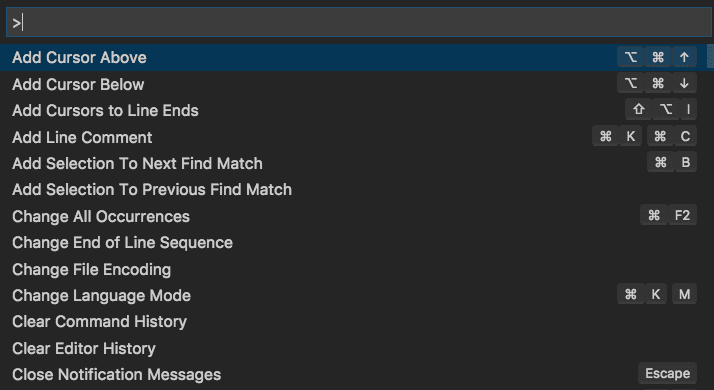 >
Add Cursor Above ⌥ ⌘ ↑
Add Cursor Below ⌥ ⌘ ↓
Add Cursors to Line Ends ⇧ ⌥ I
Add Line Comment ⌘ K ⌘ C
Add Selection To Next Find Match ⌘ B
Add Selection To Previous Find Match
Change All Occurrences ⌘ F2
Change End of Line Sequence
Change File Encoding
Change Language Mode ⌘ K M
Clear Command History
Clear Editor History
Close Notification Messages Escape